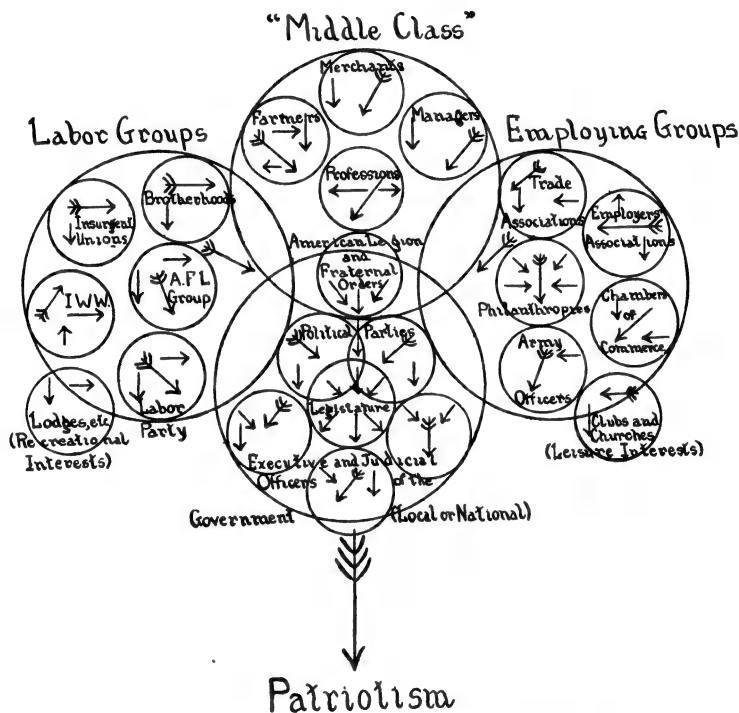 "Middle Class"
Merchants
Farmers
Managers
Professions
Labor Groups
Brotherhoods
Insurgent
Unions
I.W.W.
A.F.L
Group
Lodges, etc.
(Recreational
Interests)
Labor
Party
Employing Groups
Trade
Associations
Employers
Associations
Philanthropies
Chambers
of
Commerce
Army
Officers
Clubs and
Churches
(Leisure Interests)
American Legion
and
Fraternal
Orders
Political Parties
Legislature
Executive and Judicial
Officers of the
Government (Local or National)
Patriotism